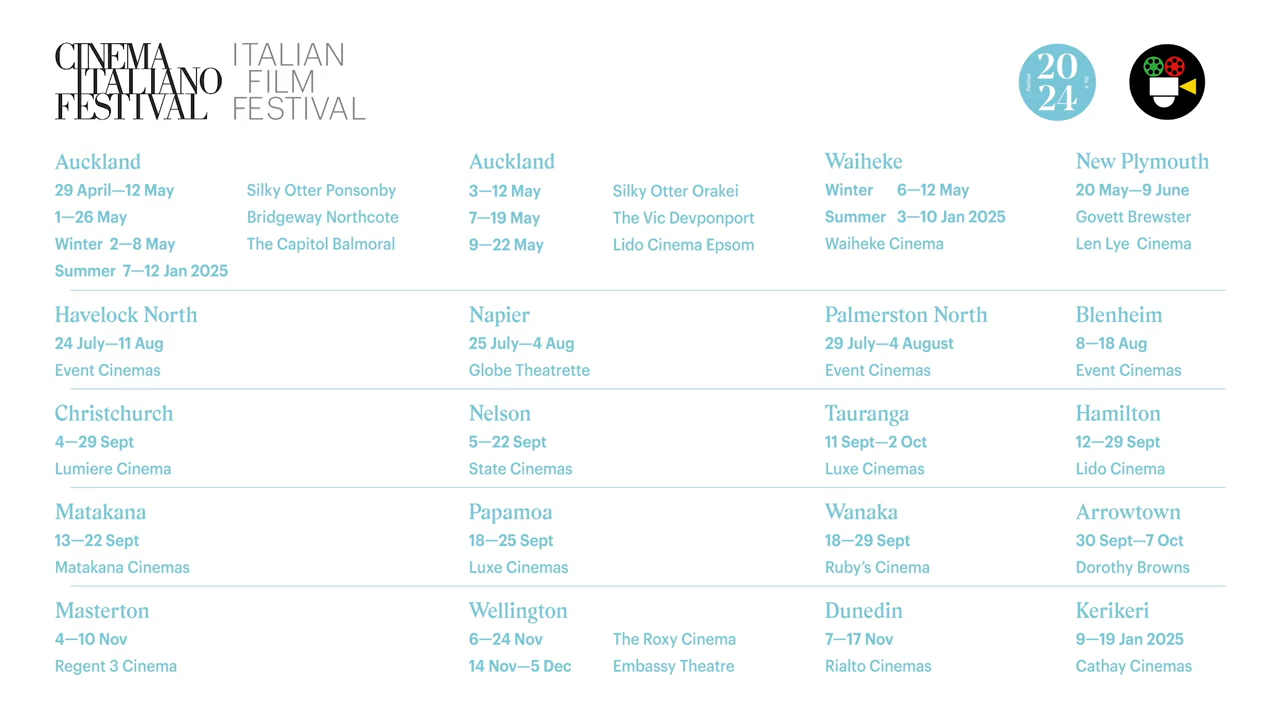 CINEMA
ITALIANO
FESTIVAL
ITALIAN
FILM
FESTIVAL
20
24
Auckland
29 April—12 May Silky Otter Ponsonby
1—26 May Bridgeway Northcote
Winter 2—8 May The Capitol Balmoral
Summer 7—12 Jan 2025
Auckland
3—12 May Silky Otter Orakei
7—19 May The Vic Devponport
9—22 May Lido Cinema Epsom
Waiheke
Winter 6—12 May
Summer 3—10 Jan 2025
Waiheke Cinema
New Plymouth
20 May—9 June
Govett Brewster
Len Lye Cinema
Havelock North
24 July—11 Aug
Event Cinemas
Napier
25 July—4 Aug
Globe Theatrette
Palmerston North
29 July—4 August
Event Cinemas
Blenheim
8—18 Aug
Event Cinemas
Christchurch
4—29 Sept
Lumiere Cinema
Nelson
5—22 Sept
State Cinemas
Tauranga
11 Sept—2 Oct
Luxe Cinemas
Hamilton
12—29 Sept
Lido Cinema
Matakana
13—22 Sept
Matakana Cinemas
Papamoa
18—25 Sept
Luxe Cinemas
Wanaka
18—29 Sept
Ruby’s Cinema
Arrowtown
30 Sept—7 Oct
Dorothy Browns
Masterton
4—10 Nov
Regent 3 Cinema
Wellington
6—24 Nov The Roxy Cinema
14 Nov—5 Dec Embassy Theatre
Dunedin
7—17 Nov
Rialto Cinemas
Kerikeri
9—19 Jan 2025
Cathay Cinemas